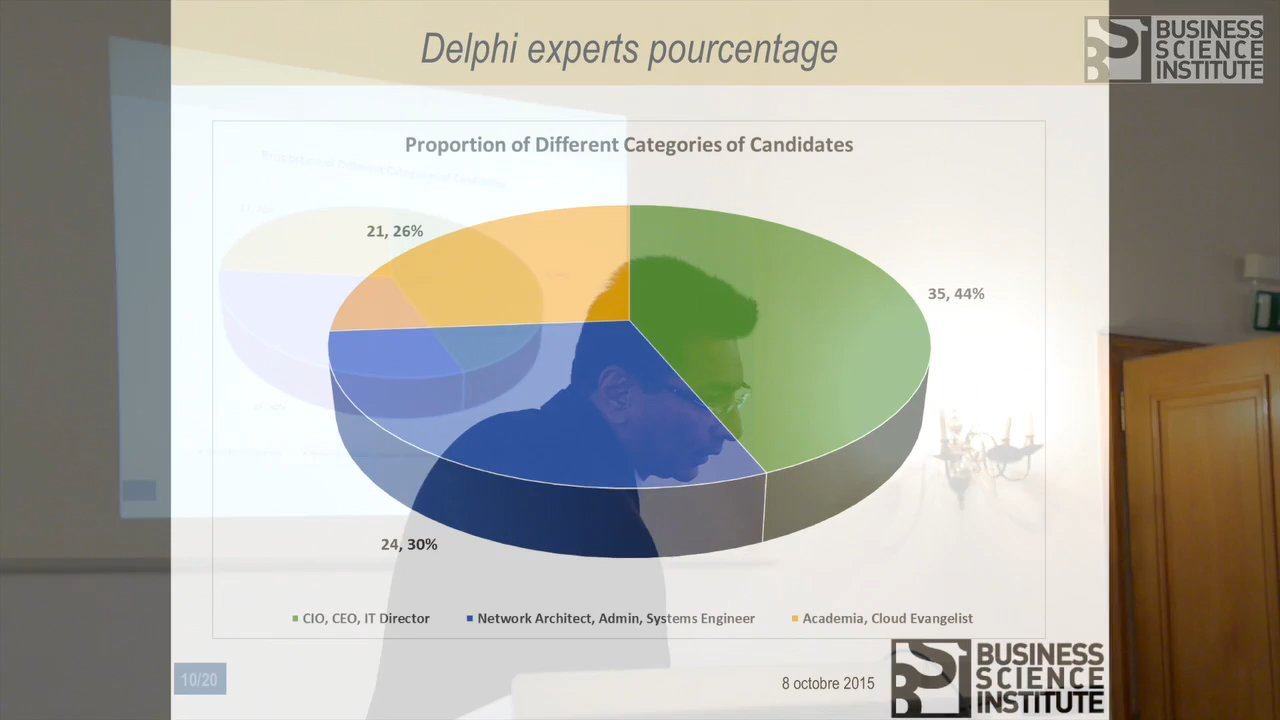 Delphi experts pourcentage
BUSINESS
SCIENCE
INSTITUTE
Proportion of Different Categories of Candidates
21, 26%
35, 44%
24, 30%
CIO, CEO, IT Director
Network Architect, Admin, Systems Engineer
Academia, Cloud Evangelist
10/20
8 octobre 2015
BUSINESS
SCIENCE
INSTITUTE